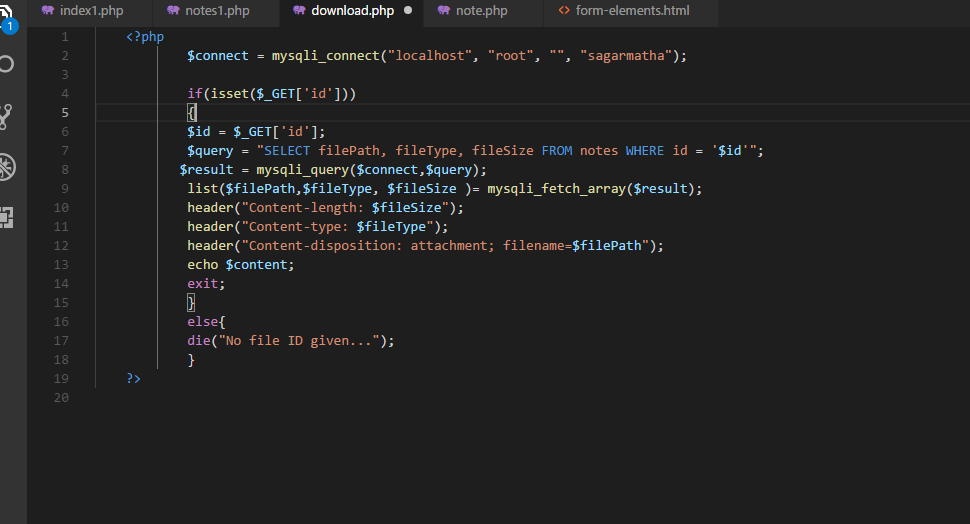 index1.php notes1.php download.php note.php <> form-elements.html
1
1 <?php
2 $connect = mysqli_connect("localhost", "root", "", "sagarmatha");
3
4 if(isset($_GET['id']))
5 {
6 $id = $_GET['id'];
7 $query = "SELECT filePath, fileType, fileSize FROM notes WHERE id = '$id'";
8 $result = mysqli_query($connect,$query);
9 list($filePath,$fileType, $fileSize )= mysqli_fetch_array($result);
10 header("Content-length: $fileSize");
11 header("Content-type: $fileType");
12 header("Content-disposition: attachment; filename=$filePath");
13 echo $content;
14 exit;
15 }
16 else{
17 die("No file ID given...");
18 }
19 ?>
20